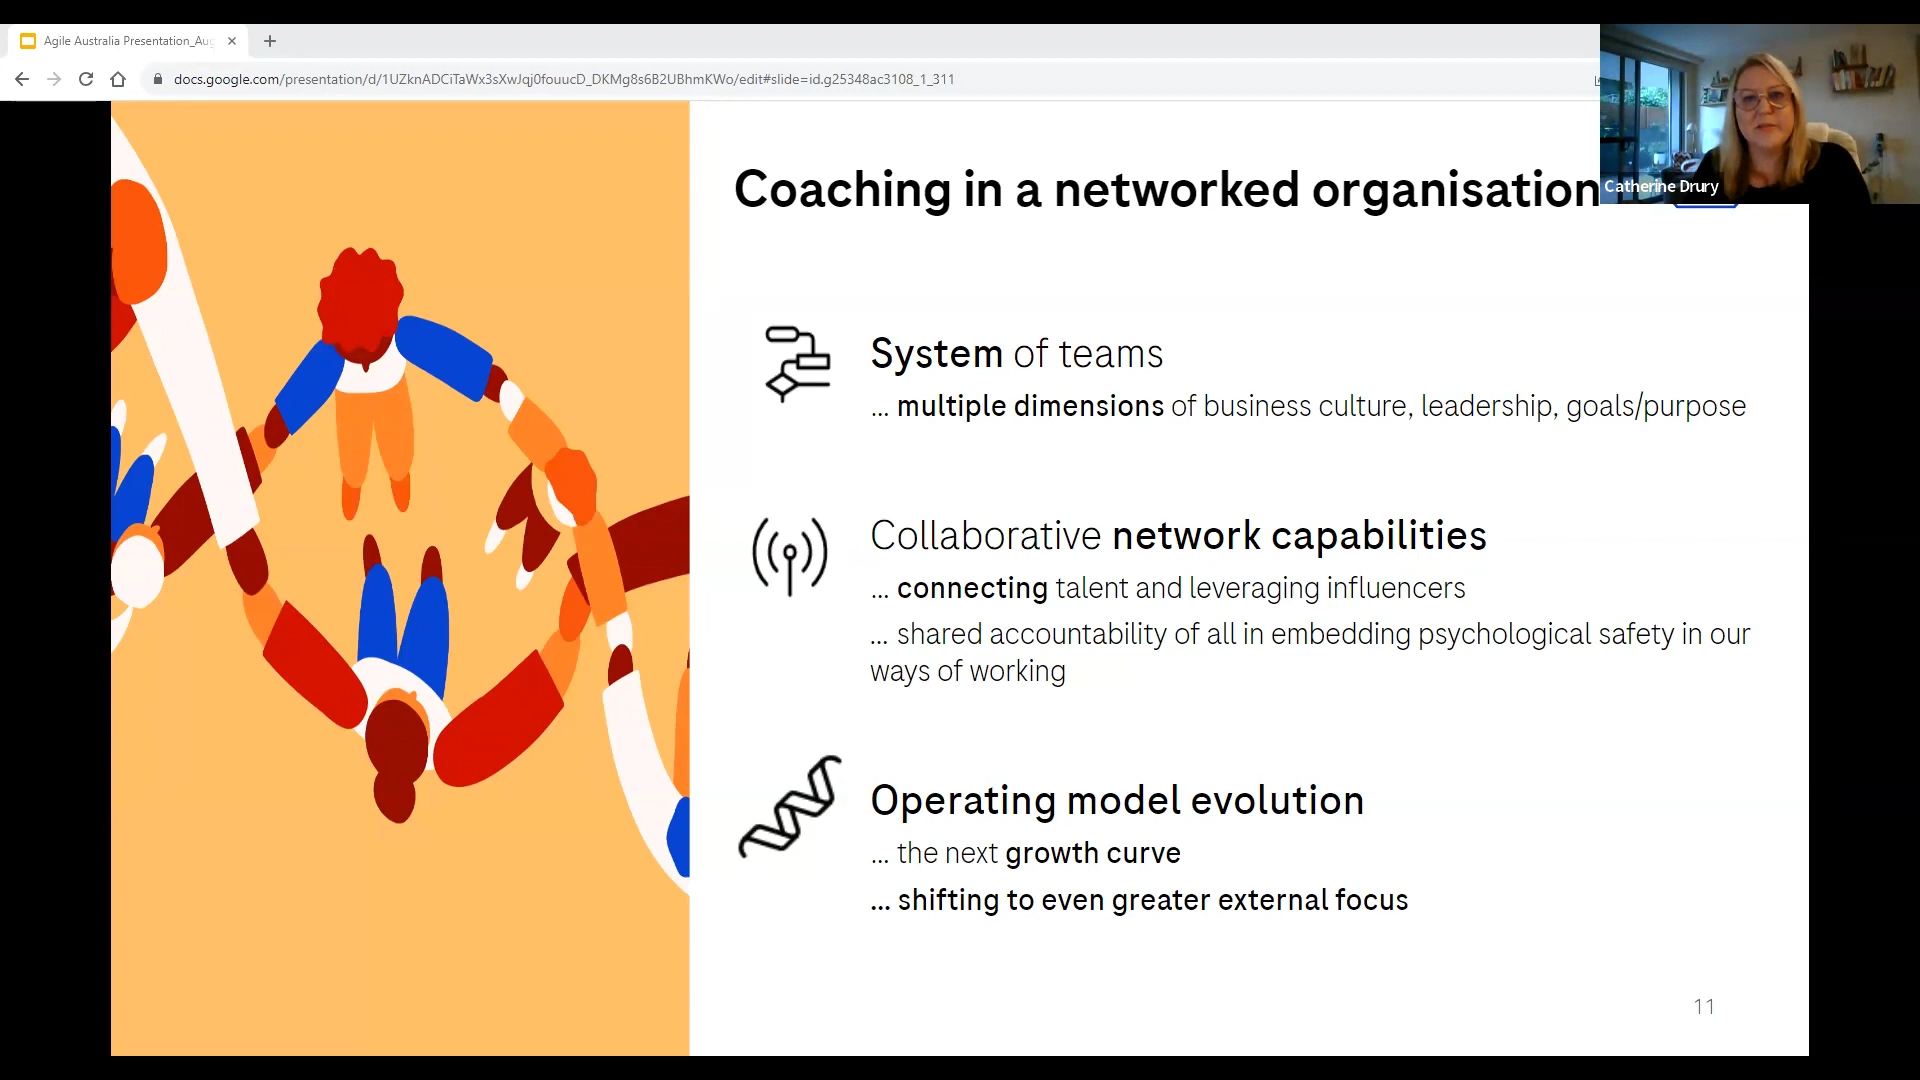 Agile Australia Presentation_Aug
docs.google.com/presentation/d/1UZknADCiTaWx3sXwJqj0fouucD_DKMg8s6B2UBhmKWo/edit#slide=id.g25348ac3108_1_311
Catherine Drury
Coaching in a networked organisation
System of teams
... multiple dimensions of business culture, leadership, goals/purpose
Collaborative network capabilities
... connecting talent and leveraging influencers
... shared accountability of all in embedding psychological safety in our
ways of working
Operating model evolution
... the next growth curve
... shifting to even greater external focus
11